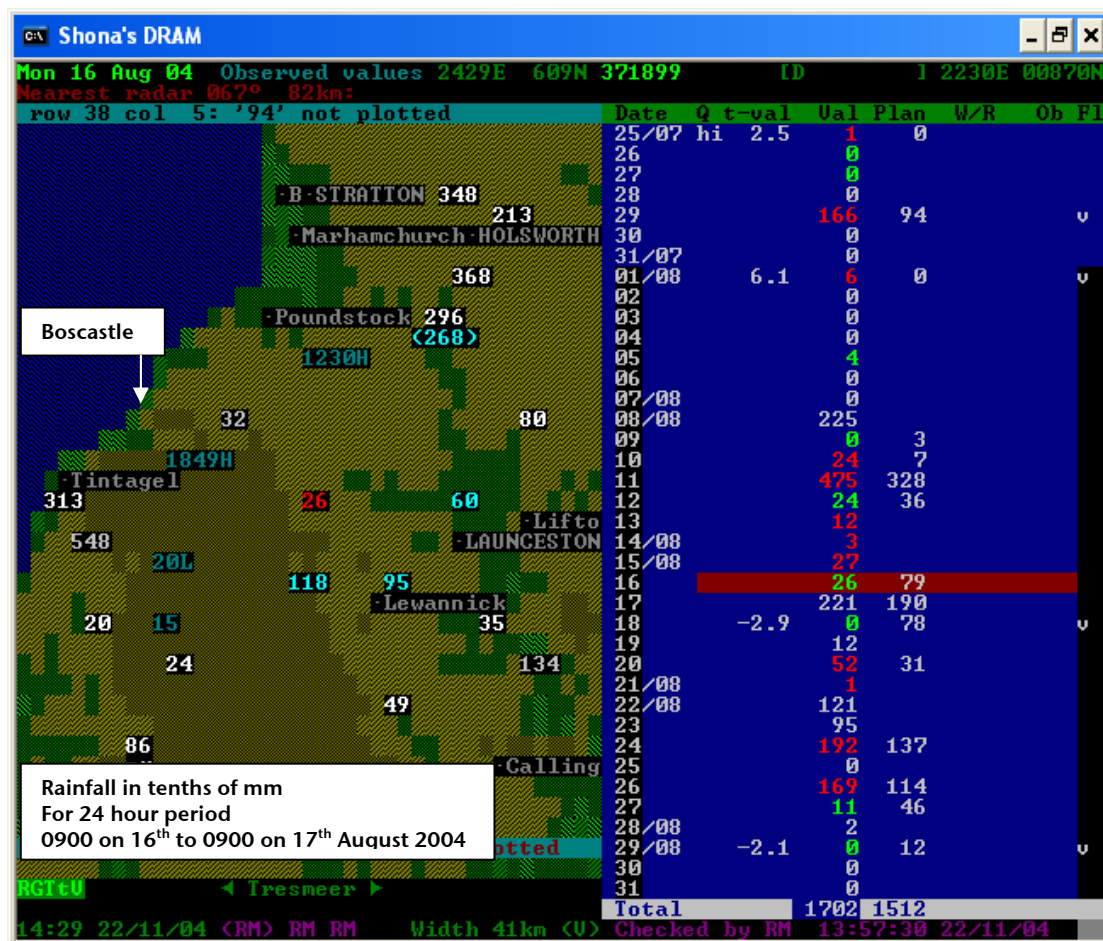 Shona's DRAM
Mon 16 Aug 04 Observed values 2429E 609N 371899 [D ] 2230E 00870N
Nearest radar 067º 82km:
row 38 col 5: '94' not plotted
·B·STRATTON 348
213
·Marhamchurch·HOLSWORTH
368
·Poundstock 296
(268)
Boscastle
1230H
32 80
1849H
·Tintagel
313 26 60
·Lifto
548 ·LAUNCESTON
20L
118 95
·Lewannick
20 15 35
24 134
49
86
·Calling
Rainfall in tenths of mm
For 24 hour period
0900 on 16th to 0900 on 17th August 2004
otted
RGTtV ◄ Tresmeer ►
14:29 22/11/04 (RM) RM RM Width 41km (V)
Date Q t-val Val Plan W/R Ob Fl
25/07 hi 2.5 1 0
26 0
27 0
28 0
29 166 94 v
30 0
31/07 0
01/08 6.1 6 0 v
02 0
03 0
04 0
05 4
06 0
07/08 0
08/08 225
09 0 3
10 24 7
11 475 328
12 24 36
13 12
14/08 3
15/08 27
16 26 79
17 221 190
18 -2.9 0 78 v
19 12
20 52 31
21/08 1
22/08 121
23 95
24 192 137
25 0
26 169 114
27 11 46
28/08 2
29/08 -2.1 0 12 v
30 0
31 0
Total 1702 1512
Checked by RM 13:57:30 22/11/04